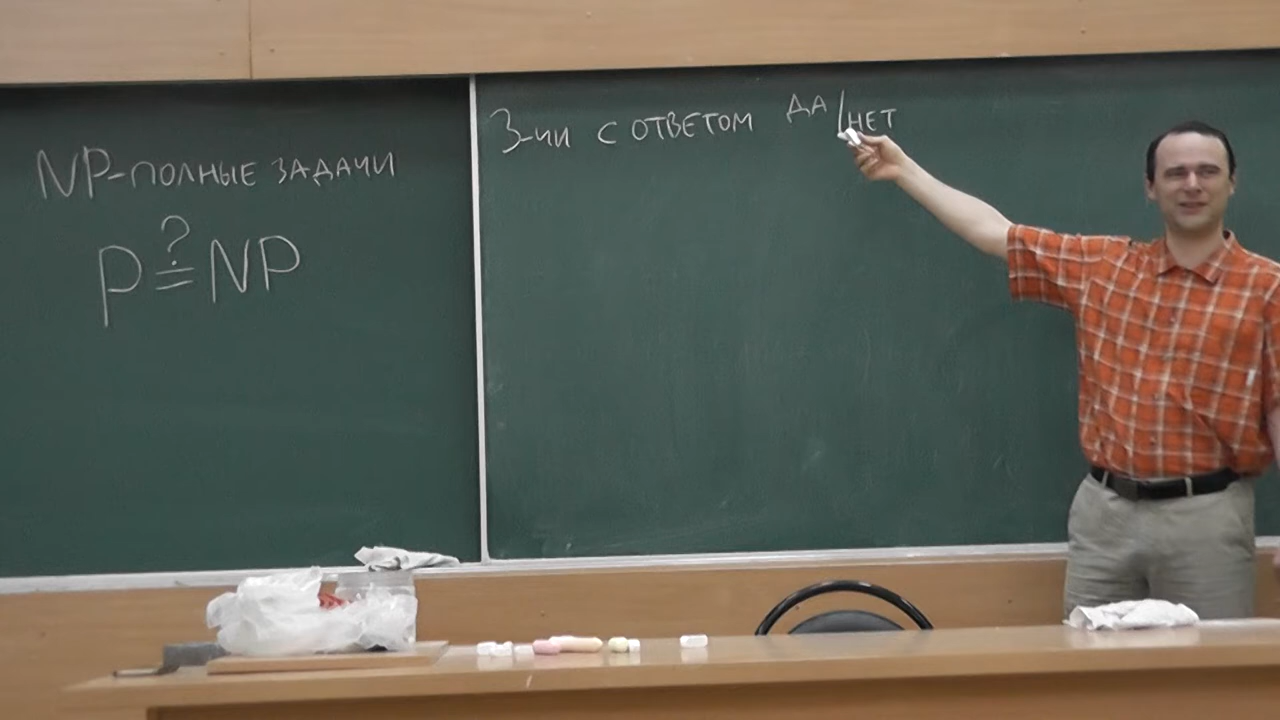 NP-полные задачи
P ?= NP
З-чи с ответом ДА/НЕТ